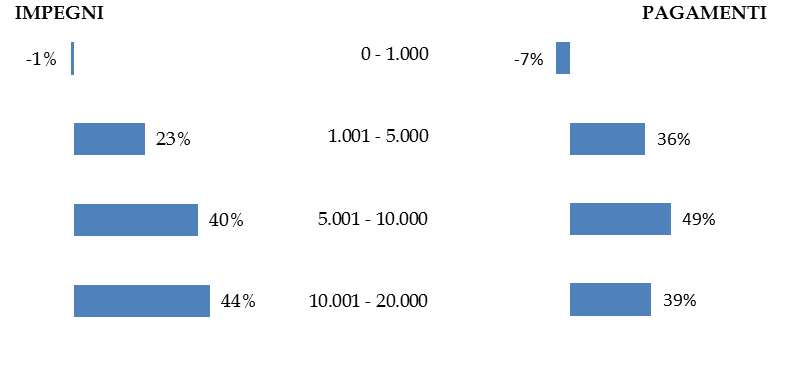 IMPEGNI PAGAMENTI
-1% 0 - 1.000 -7%
23% 1.001 - 5.000 36%
40% 5.001 - 10.000 49%
44% 10.001 - 20.000 39%